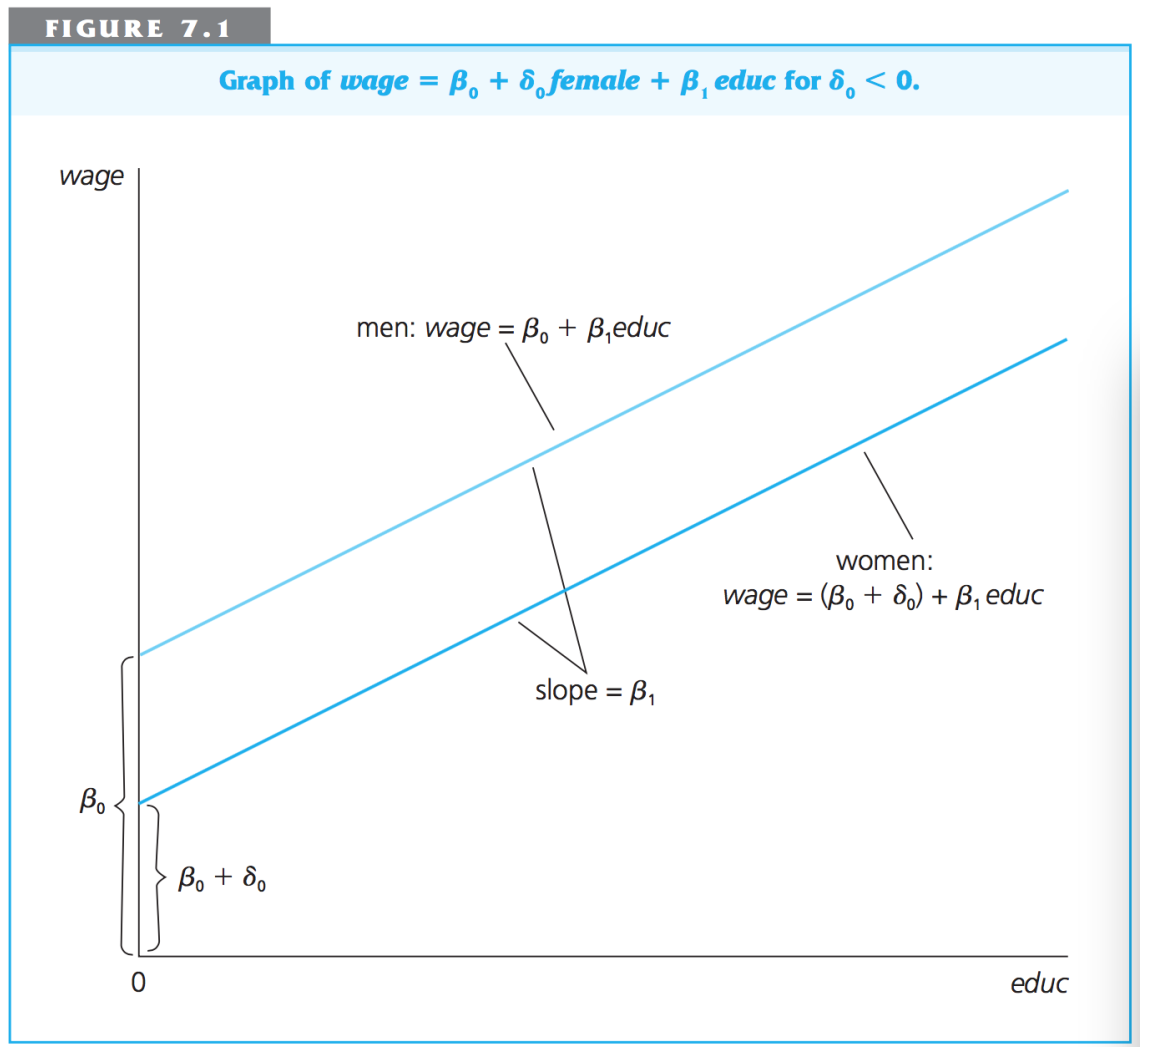 FIGURE 7.1
Graph of wage = β₀ + δ₀female + β₁ educ for δ₀ < 0.
wage
men: wage = β₀ + β₁educ
women:
wage = (β₀ + δ₀) + β₁ educ
slope = β₁
β₀
β₀ + δ₀
0
educ